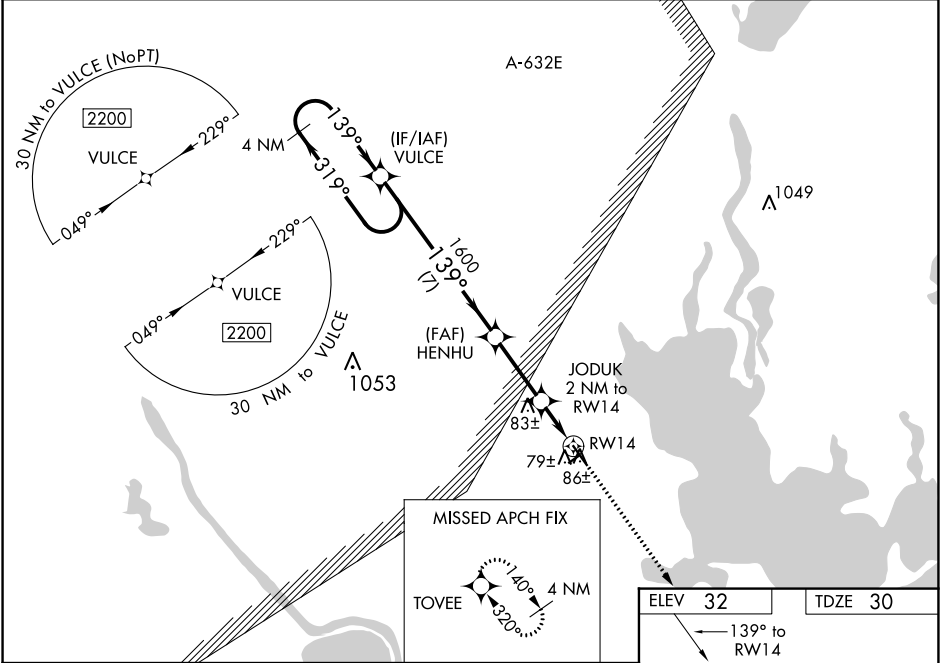 30 NM to VULCE (NoPT)
2200
VULCE
229°
049°
4 NM
139°
319°
(IF/IAF)
VULCE
A-632E
1049
229°
VULCE
049°
2200
30 NM to VULCE
1053
1600
139°
(7)
(FAF)
HENHU
JODUK
2 NM to
RW14
83±
RW14
79±
86±
MISSED APCH FIX
TOVEE
140°
4 NM
320°
ELEV 32
TDZE 30
139° to
RW14